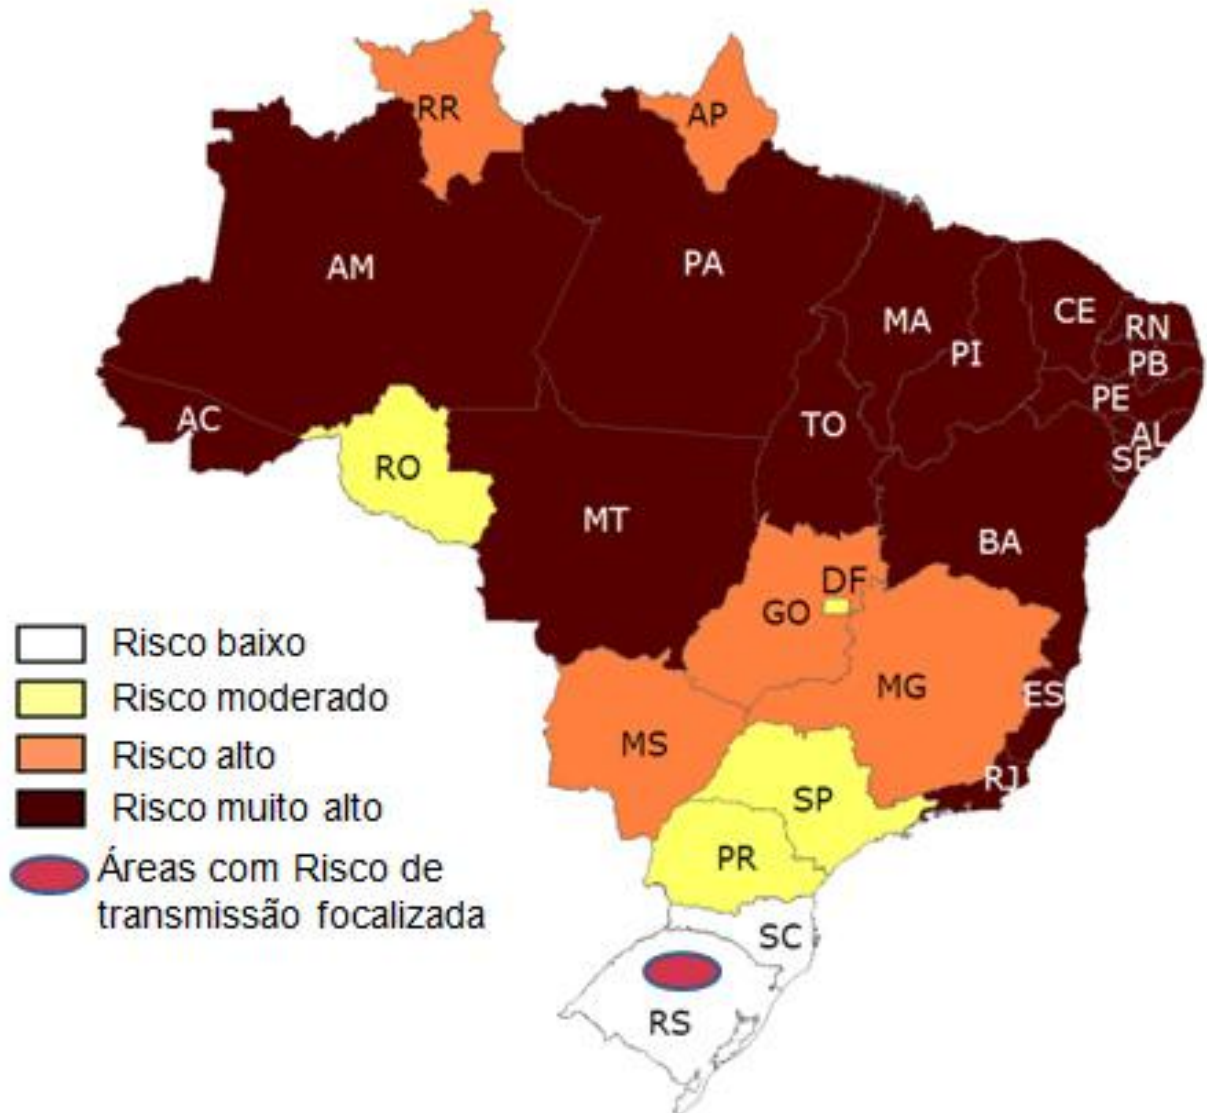 RR
AP
AM
PA
MA
CE
RN
PI
PB
PE
AC
TO
AL
SE
RO
MT
BA
DF
GO
MG
ES
MS
RJ
SP
PR
SC
RS
Risco baixo
Risco moderado
Risco alto
Risco muito alto
Áreas com Risco de
transmissão focalizada